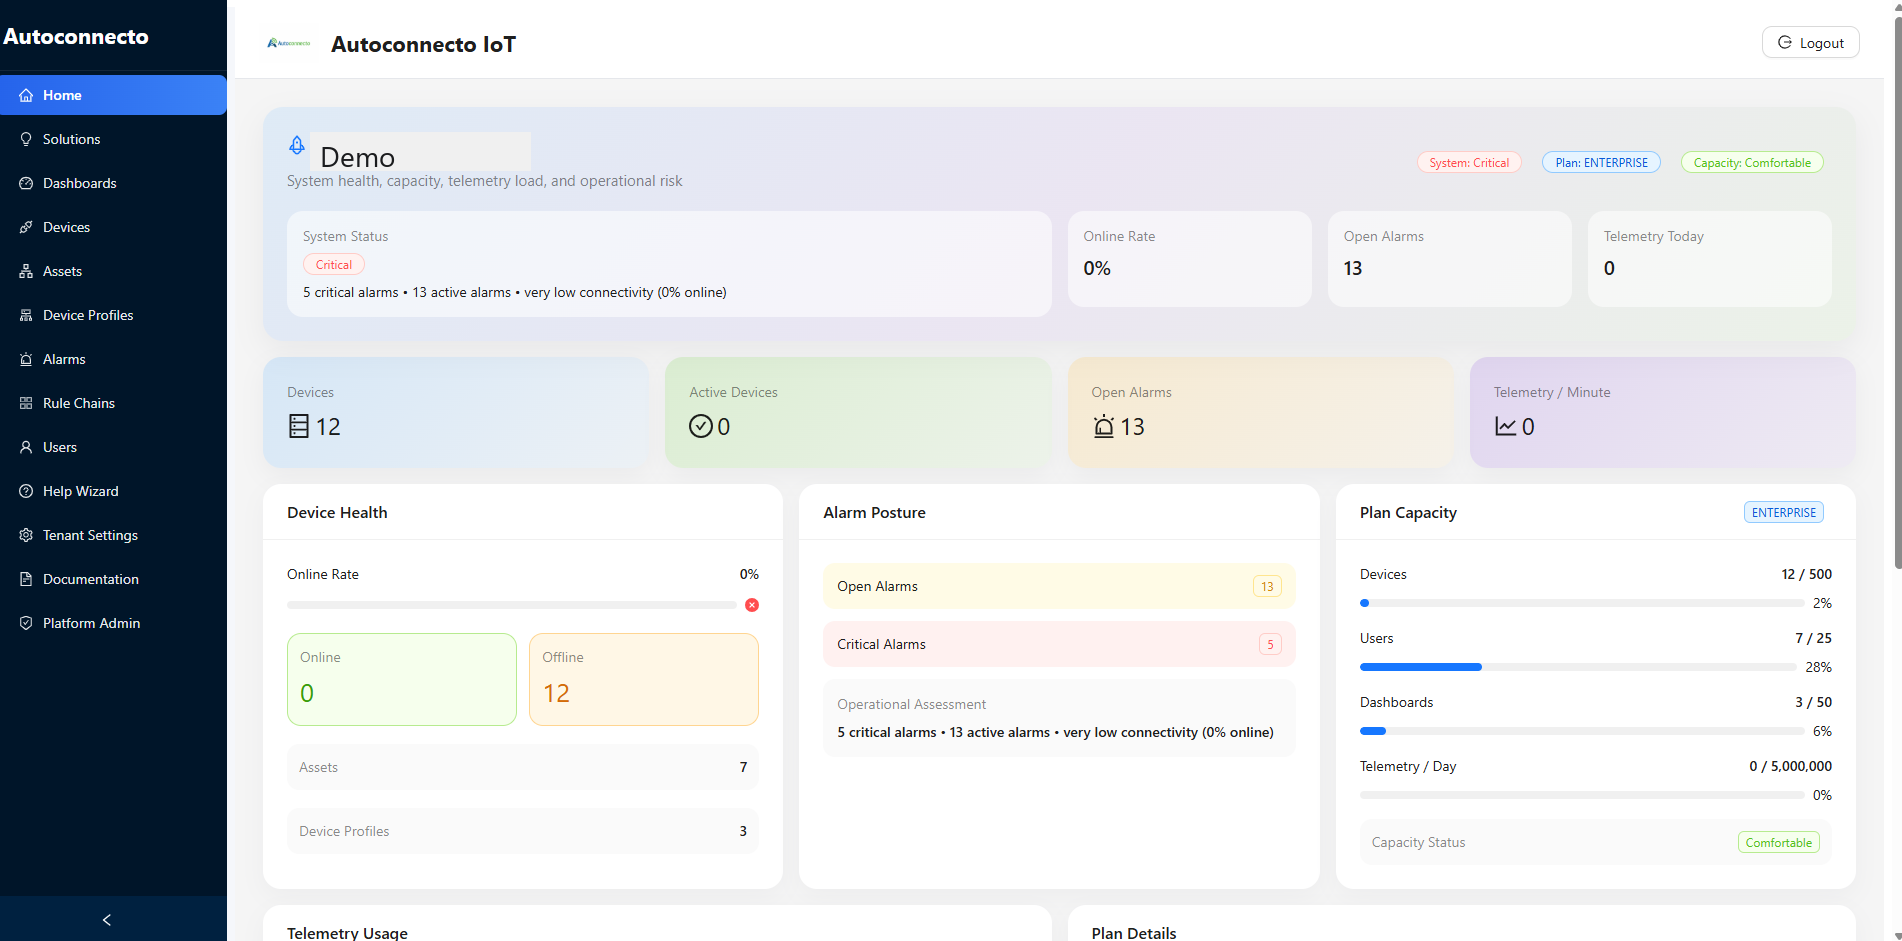 Autoconnecto
Home
Solutions
Dashboards
Devices
Assets
Device Profiles
Alarms
Rule Chains
Users
Help Wizard
Tenant Settings
Documentation
Platform Admin
Autoconnecto
Autoconnecto IoT
Logout
Demo
System health, capacity, telemetry load, and operational risk
System: Critical
Plan: ENTERPRISE
Capacity: Comfortable
System Status
Critical
5 critical alarms • 13 active alarms • very low connectivity (0% online)
Online Rate
0%
Open Alarms
13
Telemetry Today
0
Devices
12
Active Devices
0
Open Alarms
13
Telemetry / Minute
0
Device Health
Online Rate
0%
Online
0
Offline
12
Assets
7
Device Profiles
3
Alarm Posture
Open Alarms
13
Critical Alarms
5
Operational Assessment
5 critical alarms • 13 active alarms • very low connectivity (0% online)
Plan Capacity
ENTERPRISE
Devices
12 / 500
2%
Users
7 / 25
28%
Dashboards
3 / 50
6%
Telemetry / Day
0 / 5,000,000
0%
Capacity Status
Comfortable
Telemetry Usage
Plan Details